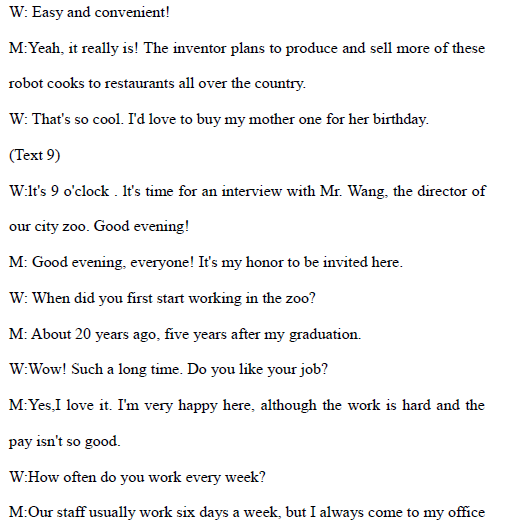 W: Easy and convenient!
M:Yeah, it really is! The inventor plans to produce and sell more of these
robot cooks to restaurants all over the country.
W: That's so cool. I'd love to buy my mother one for her birthday.
(Text 9)
W:It's 9 o'clock . It's time for an interview with Mr. Wang, the director of
our city zoo. Good evening!
M: Good evening, everyone! It's my honor to be invited here.
W: When did you first start working in the zoo?
M: About 20 years ago, five years after my graduation.
W:Wow! Such a long time. Do you like your job?
M:Yes,I love it. I'm very happy here, although the work is hard and the
pay isn't so good.
W:How often do you work every week?
M:Our staff usually work six days a week, but I always come to my office